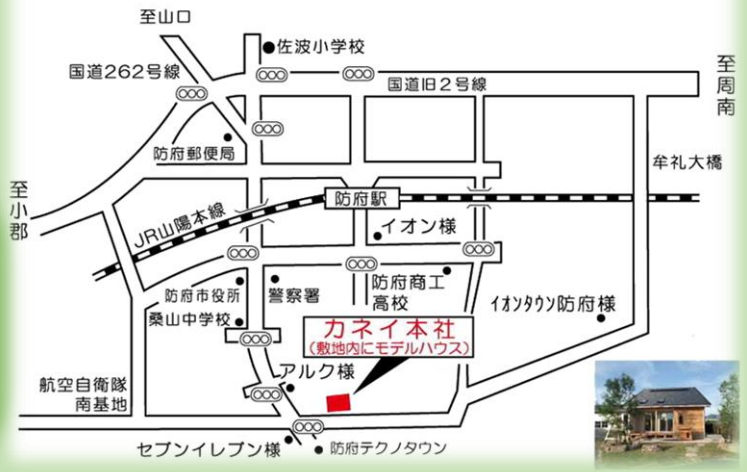 至山口
佐波小学校
国道262号線
国道旧2号線
至周南
防府郵便局
牟礼大橋
至小郡
防府駅
JR山陽本線
イオン様
防府市役所
警察署
防府商工
高校
イオンタウン防府様
桑山中学校
カネイ本社
(敷地内にモデルハウス)
アルク様
航空自衛隊
南基地
セブンイレブン様
防府テクノタウン